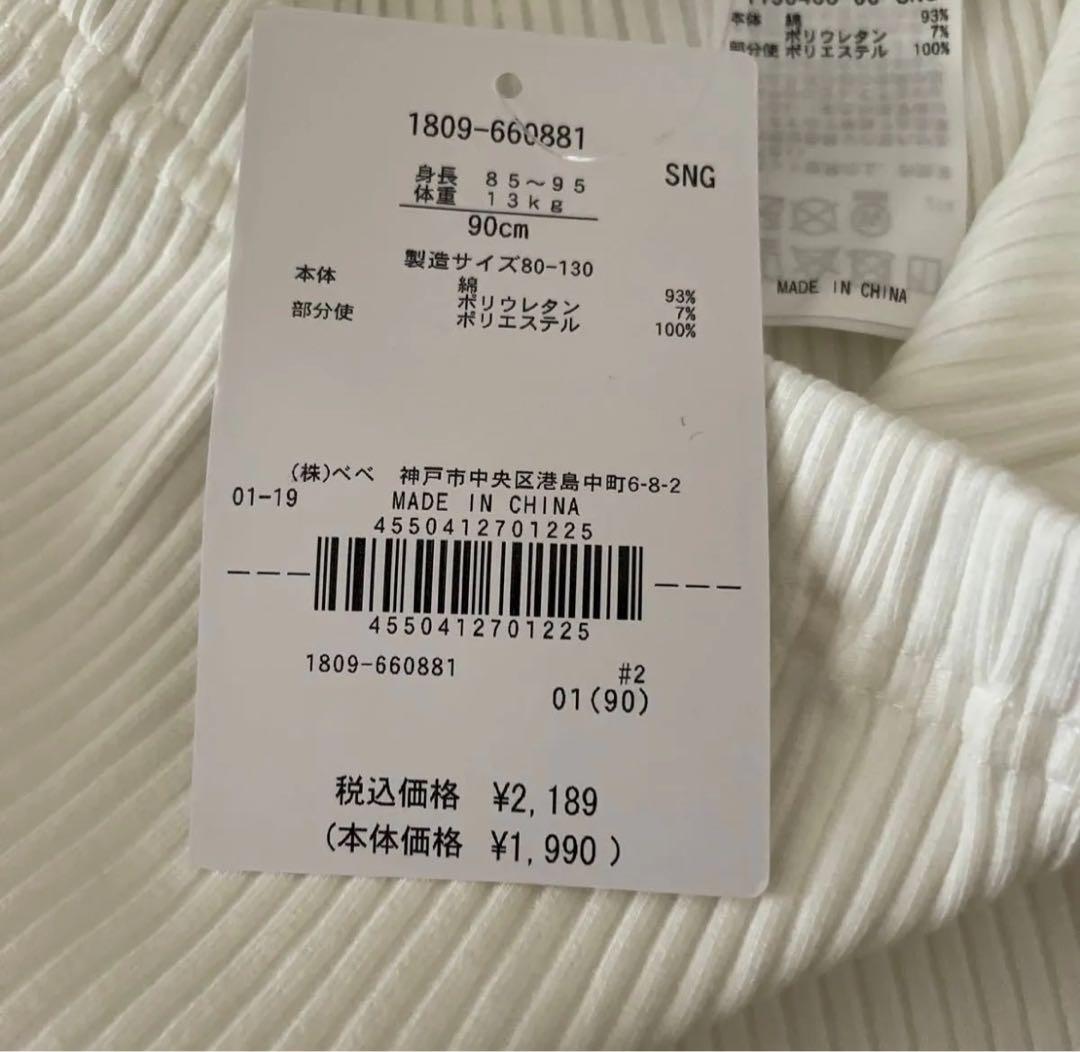 1809-660881
SNG
身長 85~95
体重 13kg
90cm
製造サイズ80-130
本体 綿 93%
ポリウレタン 7%
部分使 ポリエステル 100%
(株)べべ 神戸市中央区港島中町6-8-2
01-19 MADE IN CHINA
4550412701225
4550412701225
1809-660881 #2
01(90)
税込価格 ¥2,189
(本体価格 ¥1,990)
本体 綿 93%
ポリウレタン 7%
部分使 ポリエステル 100%
MADE IN CHINA